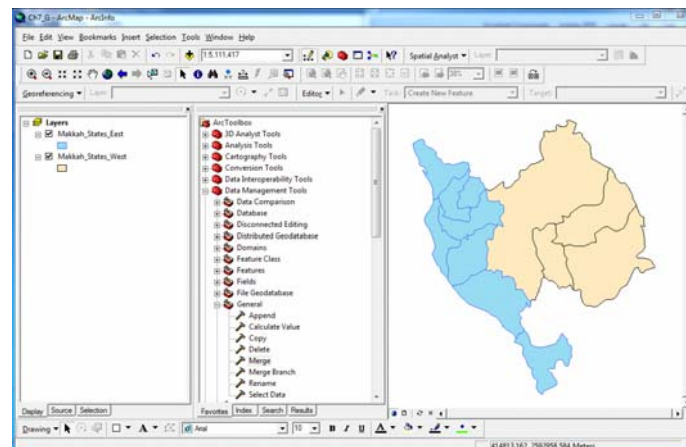 Ch7_G - ArcMap - ArcInfo
File Edit View Bookmarks Insert Selection Tools Window Help
1:5,111,417
Spatial Analyst Layer:
38%
Georeferencing Layer: Editor Task: Create New Feature Target:
Layers
Makkah_States_East
Makkah_States_West
ArcToolbox
3D Analyst Tools
Analysis Tools
Cartography Tools
Conversion Tools
Data Interoperability Tools
Data Management Tools
Data Comparison
Database
Disconnected Editing
Distributed Geodatabase
Domains
Feature Class
Features
Fields
File Geodatabase
General
Append
Calculate Value
Copy
Delete
Merge
Merge Branch
Rename
Select Data
Display Source Selection
Favorites Index Search Results
Drawing A Arial 10 B I U A
Meters